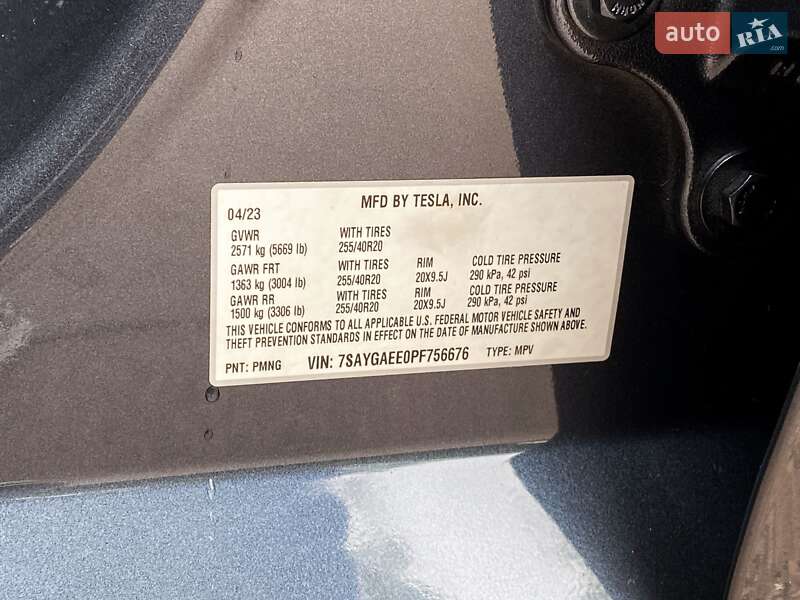 auto RIA .com
MFD BY TESLA, INC.
04/23
GVWR WITH TIRES
2571 kg (5669 lb) 255/40R20
GAWR FRT WITH TIRES RIM COLD TIRE PRESSURE
1363 kg (3004 lb) 255/40R20 20X9.5J 290 kPa, 42 psi
GAWR RR WITH TIRES RIM COLD TIRE PRESSURE
1500 kg (3306 lb) 255/40R20 20X9.5J 290 kPa, 42 psi
THIS VEHICLE CONFORMS TO ALL APPLICABLE U.S. FEDERAL MOTOR VEHICLE SAFETY AND
THEFT PREVENTION STANDARDS IN EFFECT ON THE DATE OF MANUFACTURE SHOWN ABOVE.
PNT: PMNG VIN: 7SAYGAEE0PF756676 TYPE: MPV